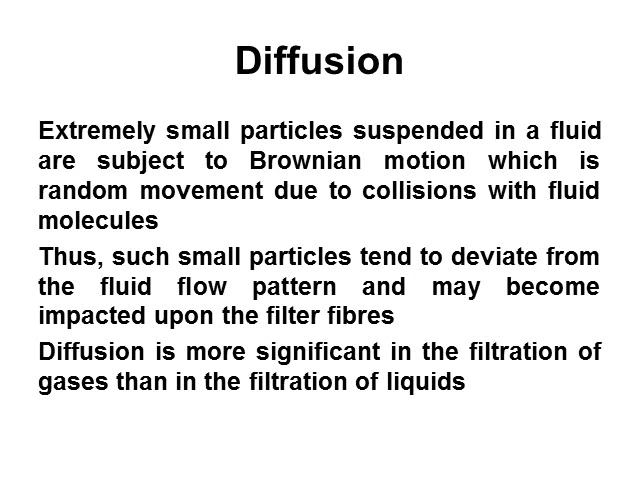 Diffusion
Extremely small particles suspended in a fluid
are subject to Brownian motion which is
random movement due to collisions with fluid
molecules
Thus, such small particles tend to deviate from
the fluid flow pattern and may become
impacted upon the filter fibres
Diffusion is more significant in the filtration of
gases than in the filtration of liquids